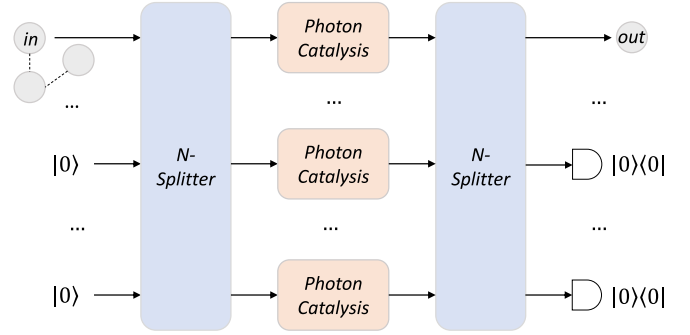 in
Photon
Catalysis
out
...
...
...
|0⟩
N-
Splitter
Photon
Catalysis
N-
Splitter
|0⟩⟨0|
...
...
...
|0⟩
Photon
Catalysis
|0⟩⟨0|